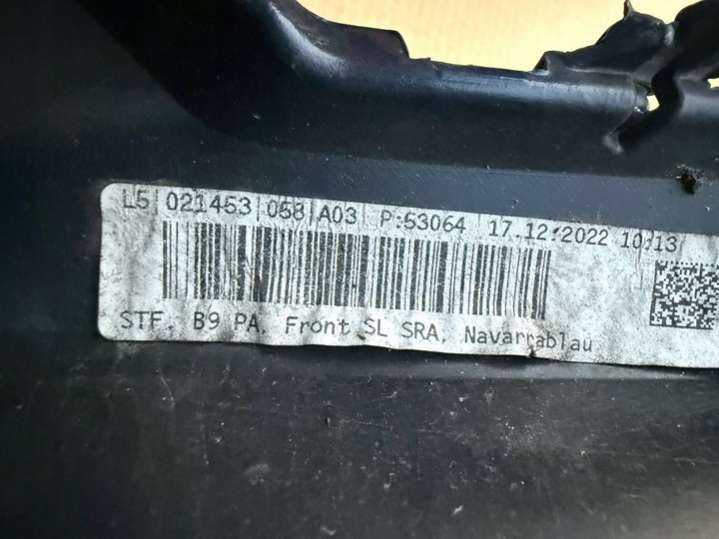 L5|021453|058|A03| P:53064 |17.12.2022 10:13
STF, B9 PA, Front SL SRA, Navarrablau